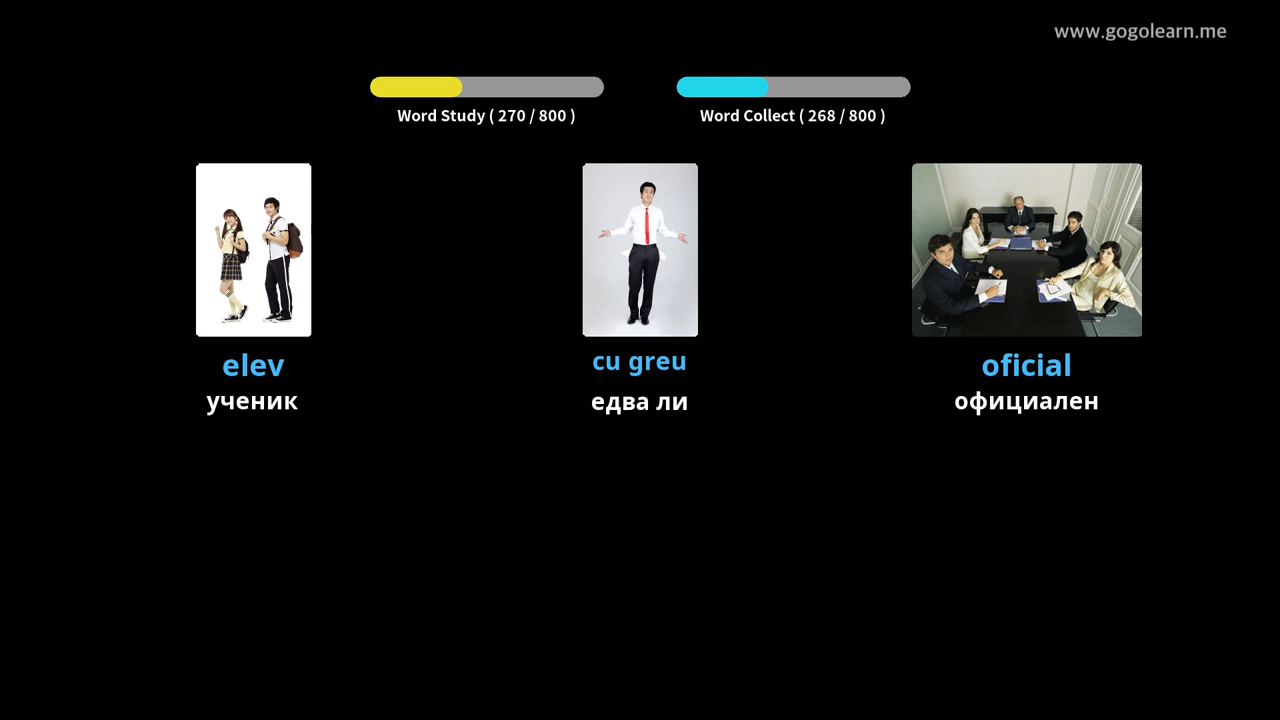 www.gogolearn.me
Word Study ( 270 / 800 )
Word Collect ( 268 / 800 )
elev
cu greu
oficial
ученик
едва ли
официален